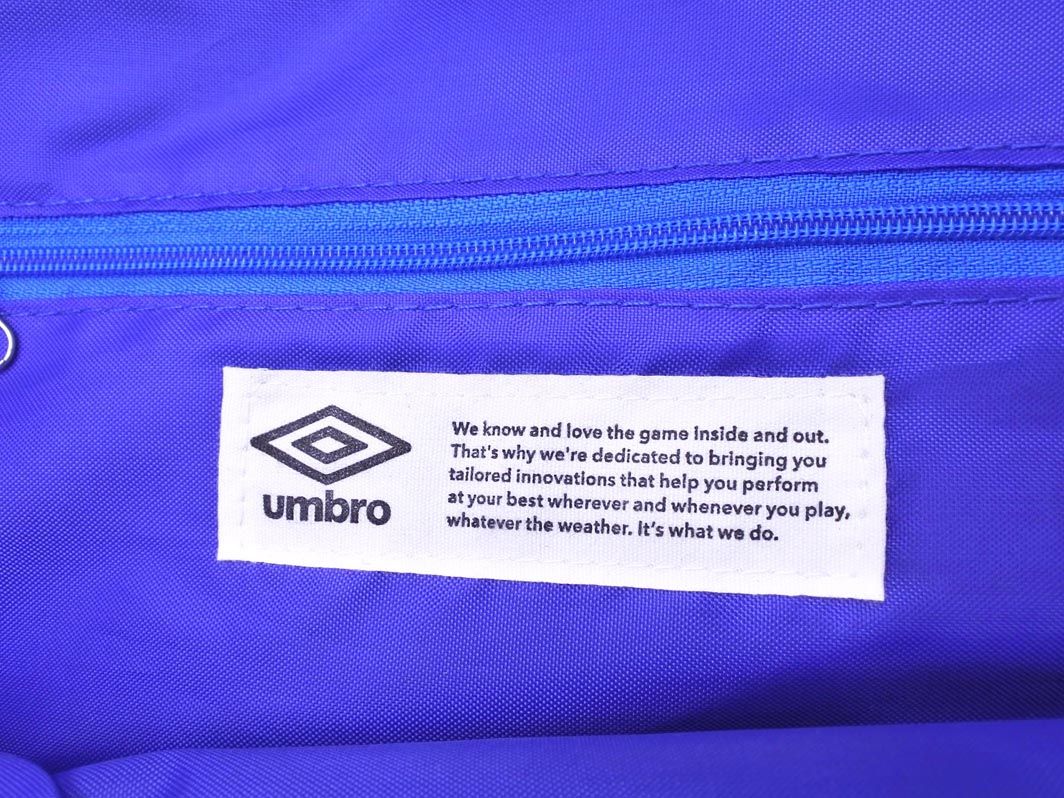 umbro
We know and love the game inside and out.
That's why we're dedicated to bringing you
tailored innovations that help you perform
at your best wherever and whenever you play,
whatever the weather. It's what we do.